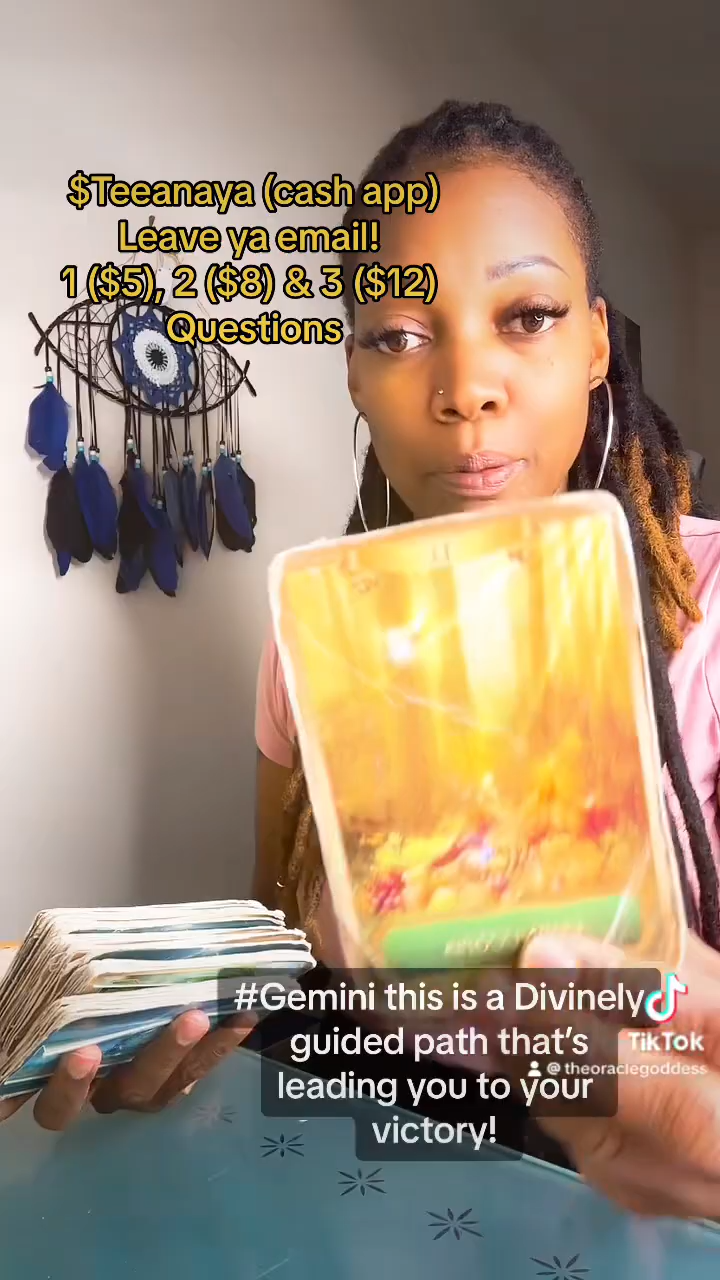 $Teeanaya (cash app)
Leave ya email!
1 ($5), 2 ($8) & 3 ($12)
Questions
#Gemini this is a Divinely
guided path that's
leading you to your
victory!
TikTok
@theoraclegoddess